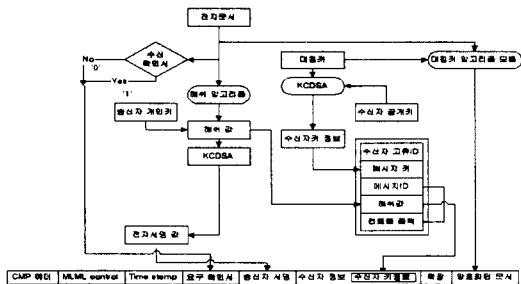 전자문서
수신
확인서
No
'0'
Yes
'1'
대칭키
대칭키 알고리즘 모듈
해쉬 알고리즘
KCDSA
송신자 개인키
수신자 공개키
해쉬 값
수신자키 정보
KCDSA
수신자 고유ID
메시지 키
메시지ID
해쉬값
컨트롤 블럭
전자서명 값
CMP 헤더
MLML control
Time stamp
요구 확인서
송신자 서명
수신자 정보
수신자 키정보
확장
암호화된 문서